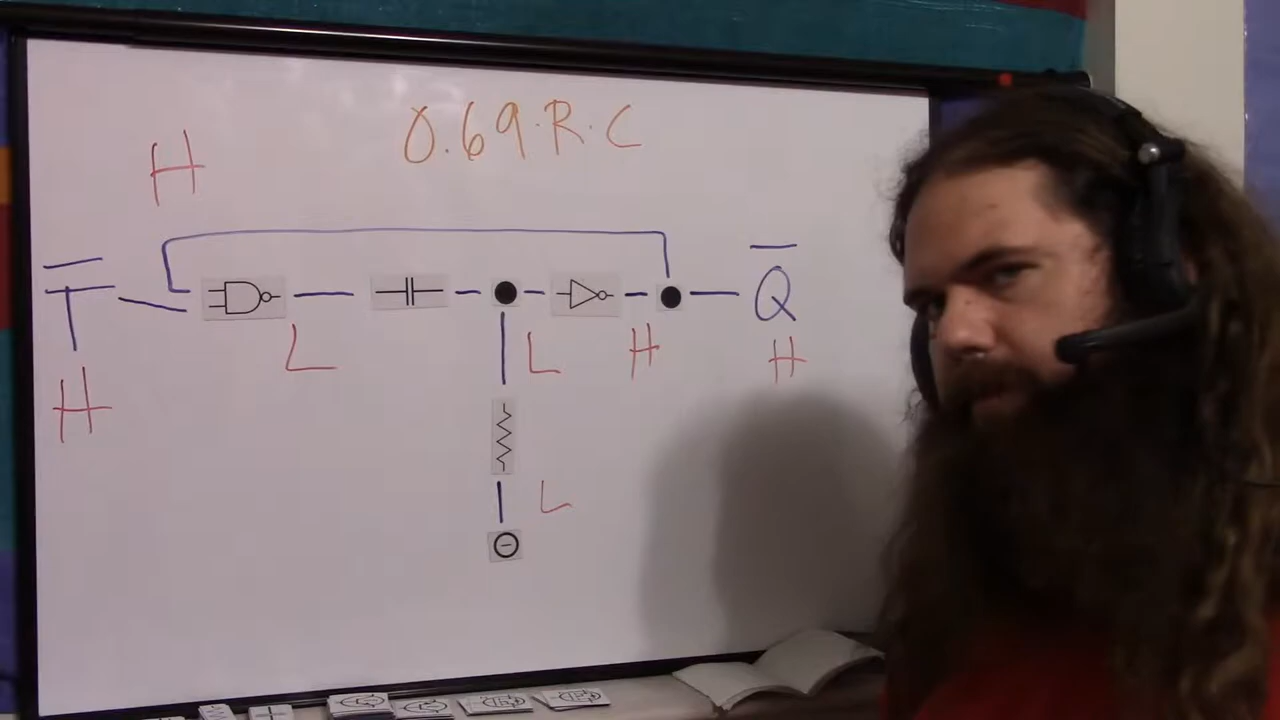 0.69·R·C
H
T̅ Q̅
L L H H
H
L